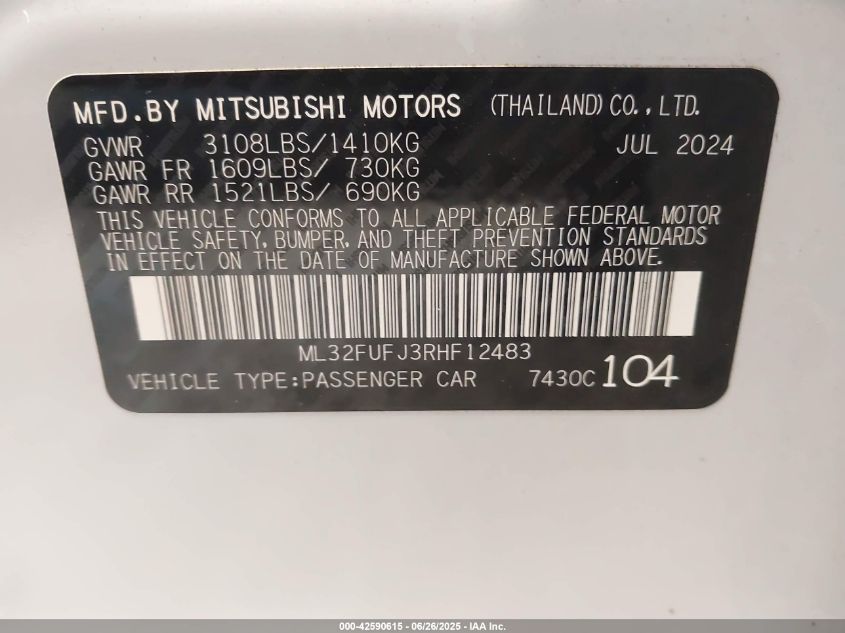 MFD.BY MITSUBISHI MOTORS (THAILAND)CO.,LTD.
GVWR 3108LBS/1410KG JUL 2024
GAWR FR 1609LBS/ 730KG
GAWR RR 1521LBS/ 690KG
THIS VEHICLE CONFORMS TO ALL APPLICABLE FEDERAL MOTOR
VEHICLE SAFETY, BUMPER, AND THEFT PREVENTION STANDARDS
IN EFFECT ON THE DATE OF MANUFACTURE SHOWN ABOVE.
ML32FUFJ3RHF12483
VEHICLE TYPE:PASSENGER CAR 7430C 104
000-42590615 - 06/26/2025 - IAA Inc.